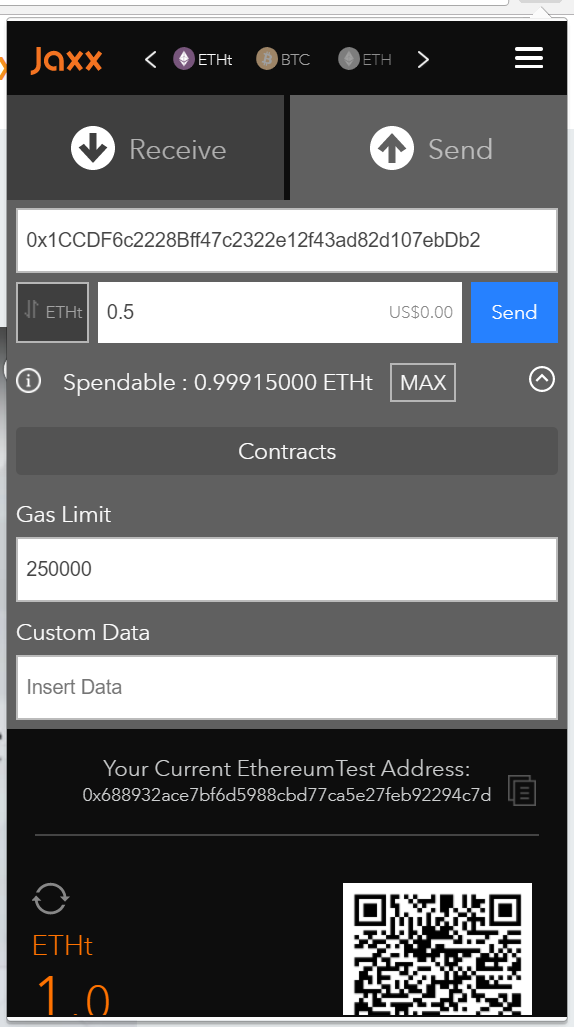 Jaxx
ETHt BTC ETH
Receive Send
0x1CCDF6c2228Bff47c2322e12f43ad82d107ebDb2
ETHt 0.5 US$0.00 Send
Spendable : 0.99915000 ETHt MAX
Contracts
Gas Limit
250000
Custom Data
Insert Data
Your Current EthereumTest Address:
0x688932ace7bf6d5988cbd77ca5e27feb92294c7d
ETHt
1.0